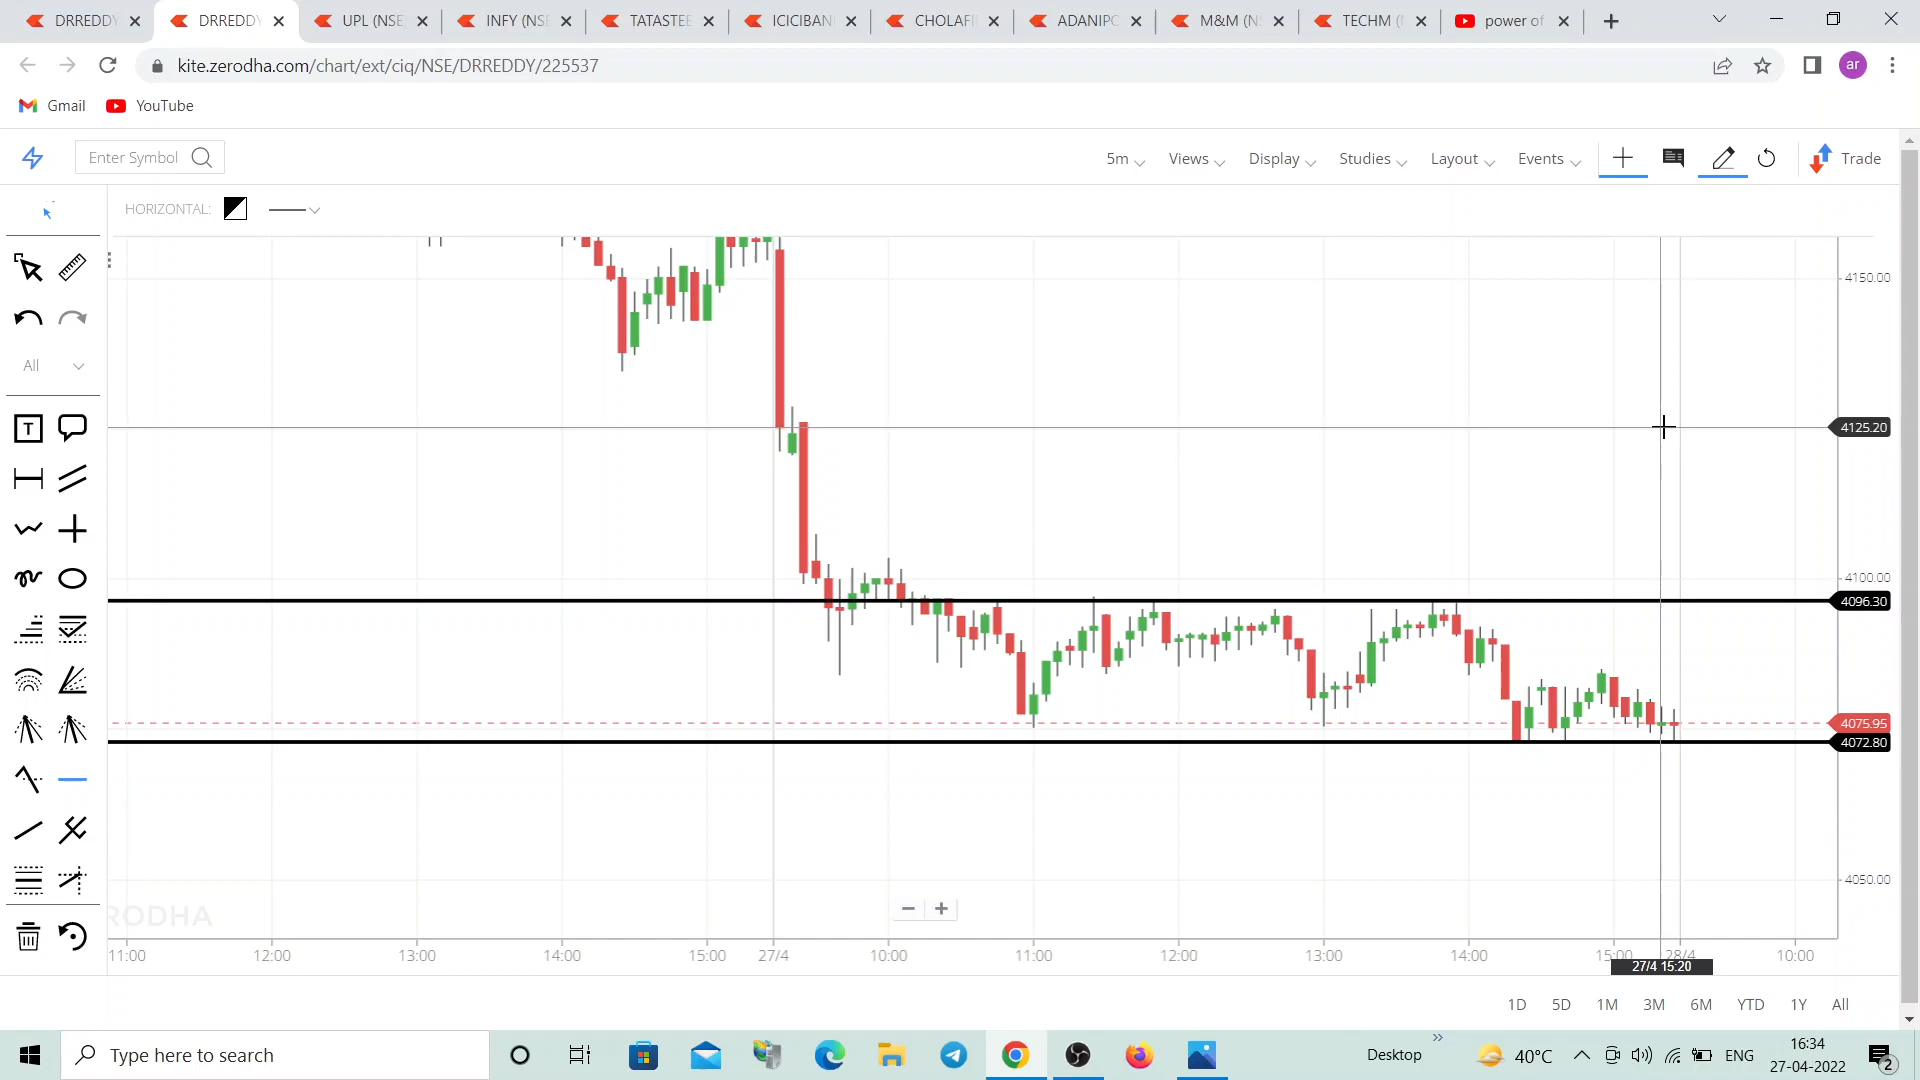 DRREDDY
DRREDDY
UPL (NSE
INFY (NSE
TATASTEE
ICICIBAN
CHOLAFI
ADANIPO
M&M (NS
TECHM (
power of
kite.zerodha.com/chart/ext/ciq/NSE/DRREDDY/225537
ar
Gmail
YouTube
Enter Symbol
5m
Views
Display
Studies
Layout
Events
Trade
HORIZONTAL:
All
T
4150.00
4125.20
4100.00
4096.30
4075.95
4072.80
4050.00
RODHA
11:00 12:00 13:00 14:00 15:00 27/4 10:00 11:00 12:00 13:00 14:00 15:00 28/4 10:00
27/4 15:20
1D 5D 1M 3M 6M YTD 1Y All
Type here to search
Desktop
40°C
ENG
16:34
27-04-2022
2